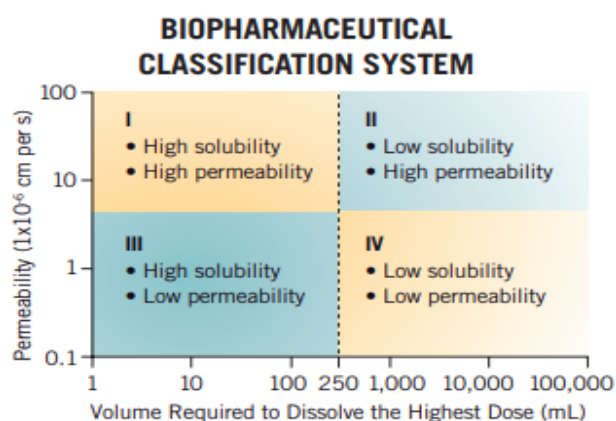 BIOPHARMACEUTICAL
CLASSIFICATION SYSTEM
Permeability (1x10⁻⁶ cm per s)
100
10
1
0.1
I
• High solubility
• High permeability
II
• Low solubility
• High permeability
III
• High solubility
• Low permeability
IV
• Low solubility
• Low permeability
1 10 100 250 1,000 10,000 100,000
Volume Required to Dissolve the Highest Dose (mL)